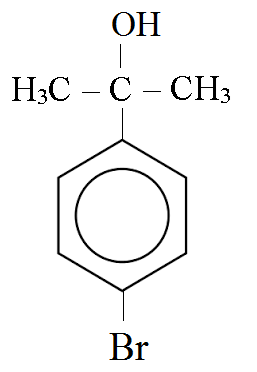 OH
H₃C – C – CH₃
Br